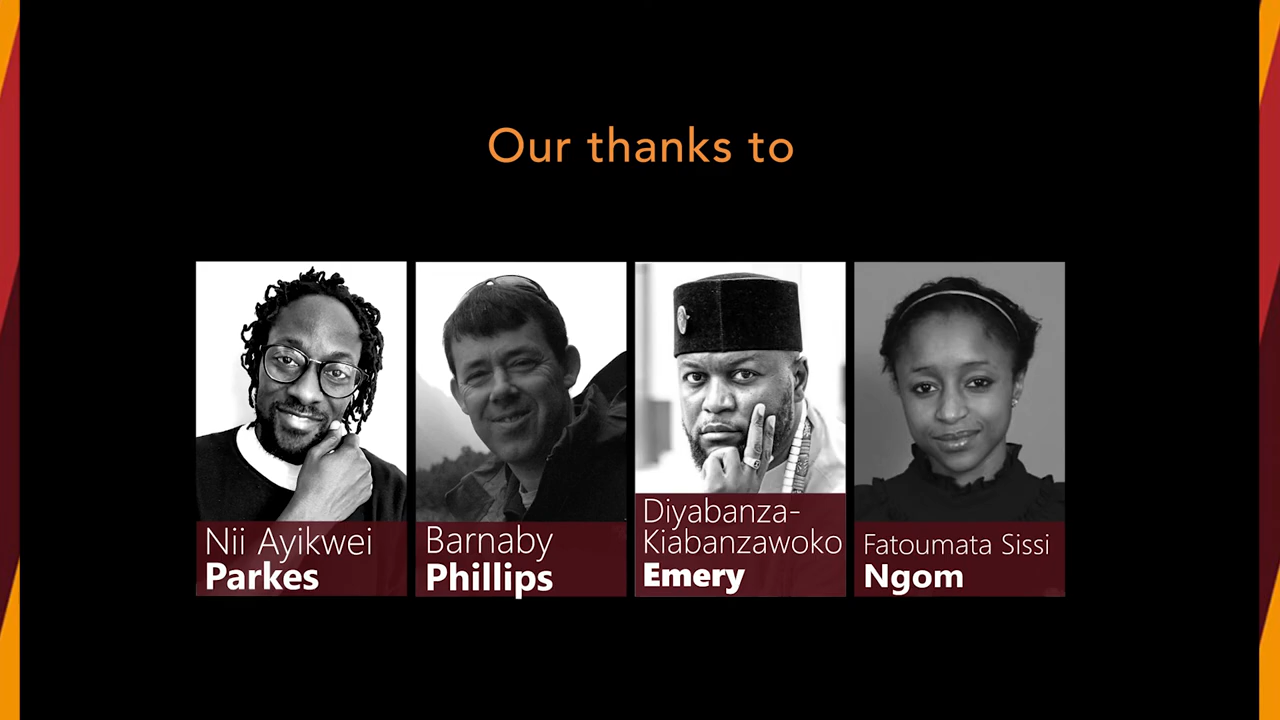 Our thanks to
Nii Ayikwei
Parkes
Barnaby
Phillips
Diyabanza-
Kiabanzawoko
Emery
Fatoumata Sissi
Ngom